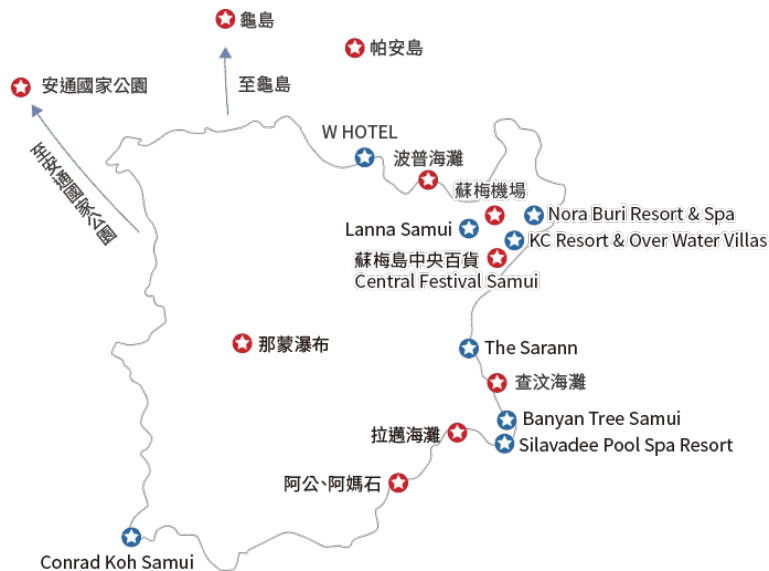 龜島
帕安島
安通國家公園
至龜島
至安通國家公園
W HOTEL
波普海灘
蘇梅機場
Nora Buri Resort & Spa
Lanna Samui
KC Resort & Over Water Villas
蘇梅島中央百貨
Central Festival Samui
那蒙瀑布
The Sarann
查汶海灘
Banyan Tree Samui
拉邁海灘
Silavadee Pool Spa Resort
阿公、阿媽石
Conrad Koh Samui